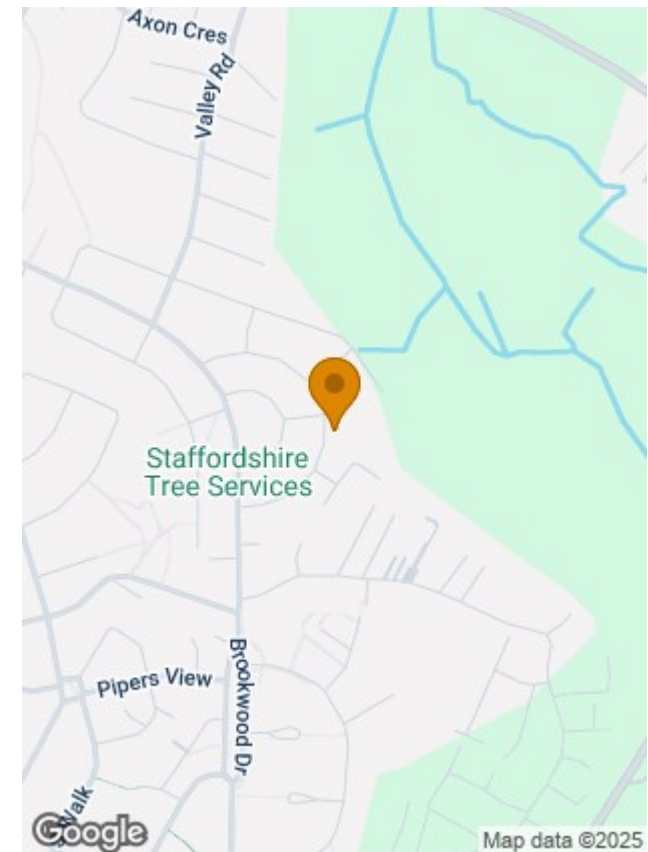 Axon Cres
Valley Rd
Staffordshire
Tree Services
Pipers View
Brookwood Dr
Walk
Google
Map data ©2025